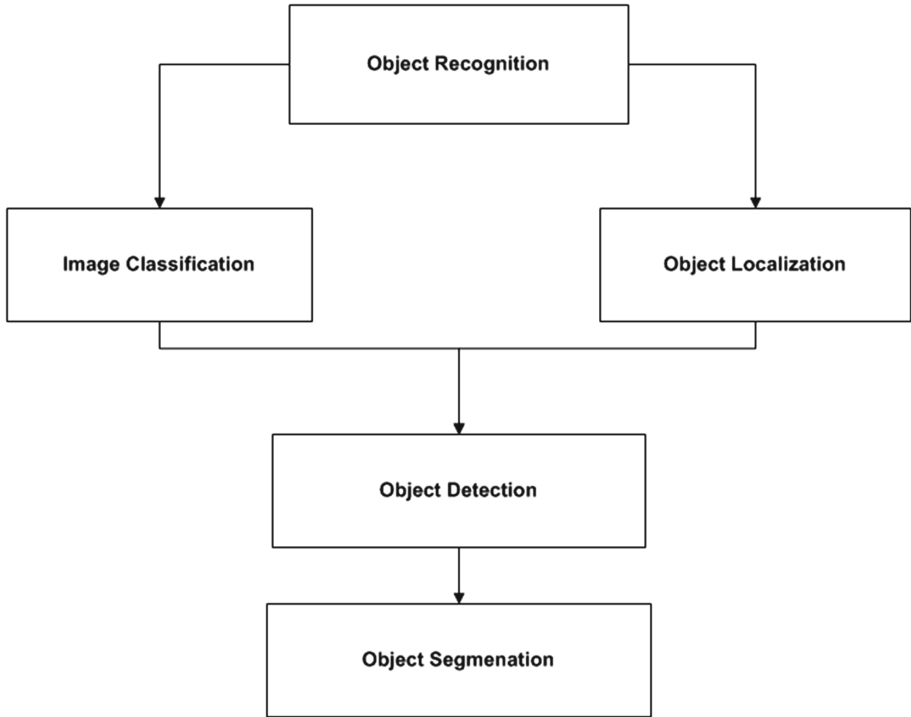 Object Recognition
Image Classification
Object Localization
Object Detection
Object Segmenation